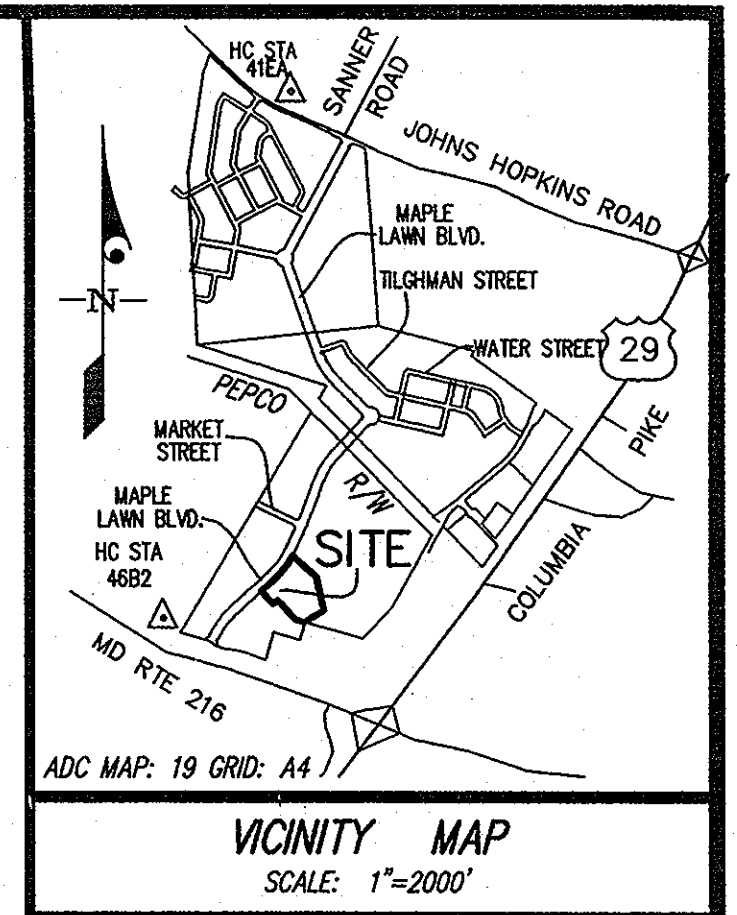 HC STA
41EA
SANNER
ROAD
JOHNS HOPKINS ROAD
MAPLE
LAWN BLVD.
TILGHMAN STREET
WATER STREET
29
N
PEPCO
R/W
PIKE
MARKET
STREET
MAPLE
LAWN BLVD.
HC STA
46B2
SITE
COLUMBIA
MD RTE 216
ADC MAP: 19 GRID: A4
VICINITY MAP
SCALE: 1"=2000'